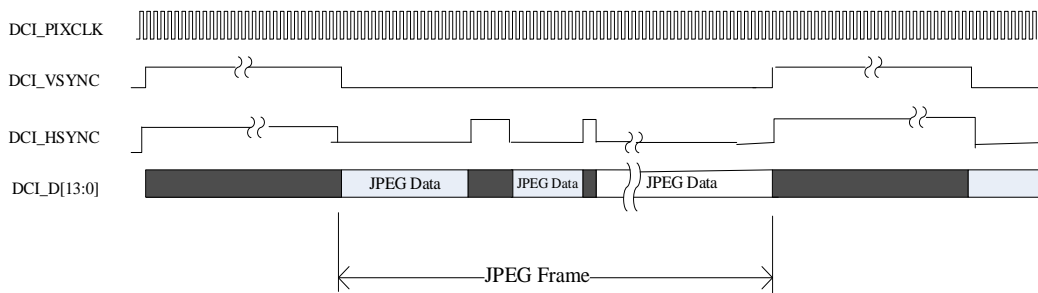 DCI_PIXCLK
DCI_VSYNC
DCI_HSYNC
DCI_D[13:0]
JPEG Data
JPEG Data
JPEG Data
JPEG Frame